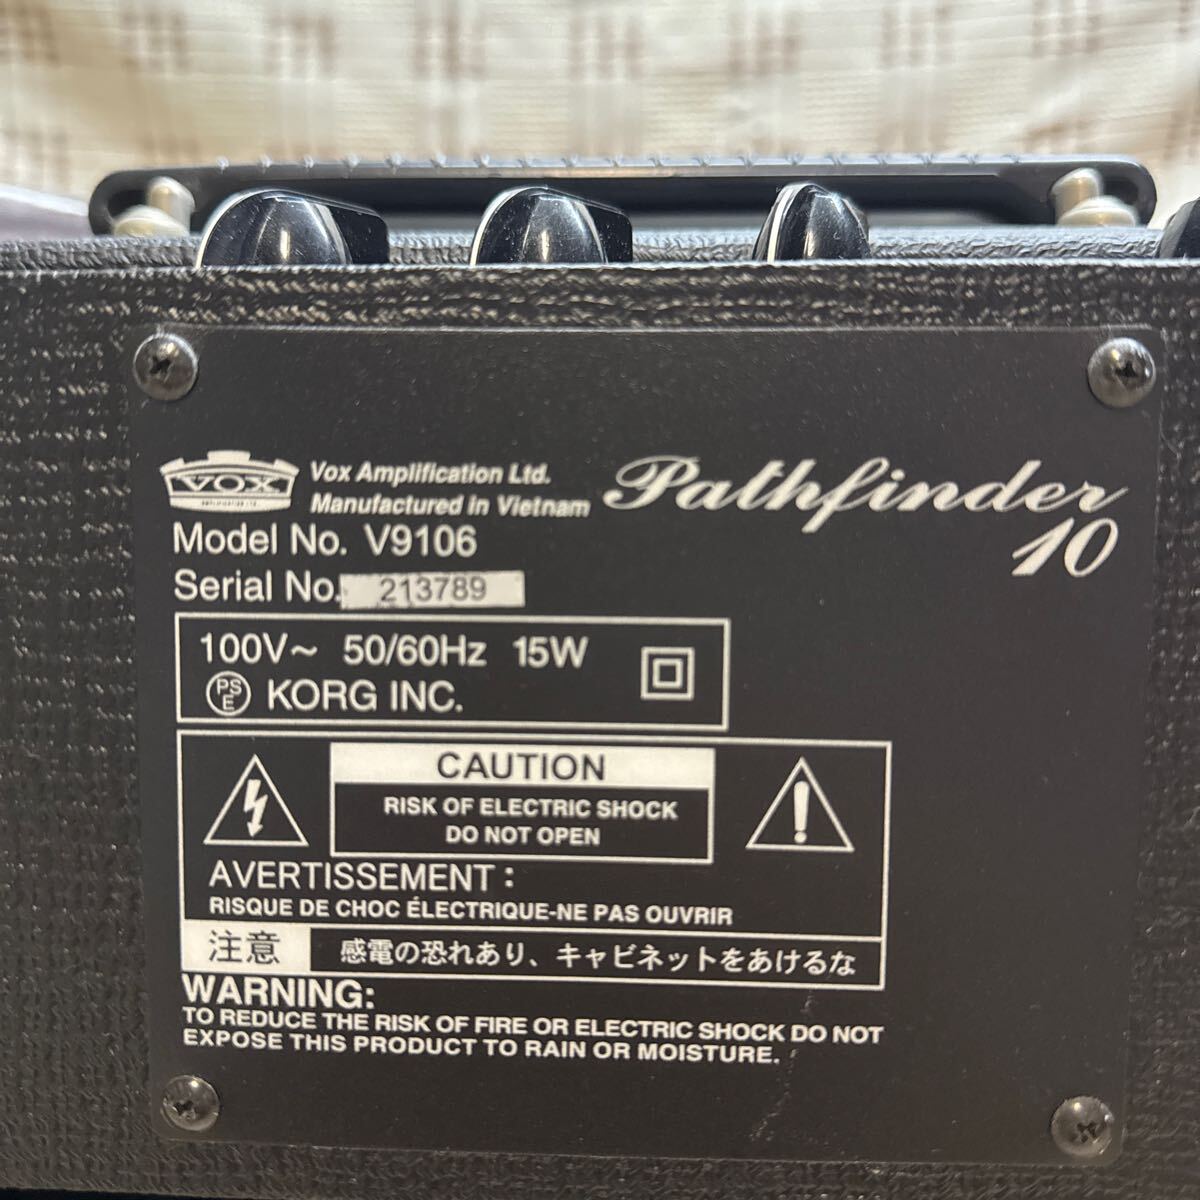 VOX
Vox Amplification Ltd.
Manufactured in Vietnam
Pathfinder
10
Model No. V9106
Serial No. 213789
100V~ 50/60Hz 15W
PSE KORG INC.
CAUTION
RISK OF ELECTRIC SHOCK
DO NOT OPEN
AVERTISSEMENT :
RISQUE DE CHOC ÉLECTRIQUE-NE PAS OUVRIR
注意 感電の恐れあり、キャビネットをあけるな
WARNING:
TO REDUCE THE RISK OF FIRE OR ELECTRIC SHOCK DO NOT
EXPOSE THIS PRODUCT TO RAIN OR MOISTURE.